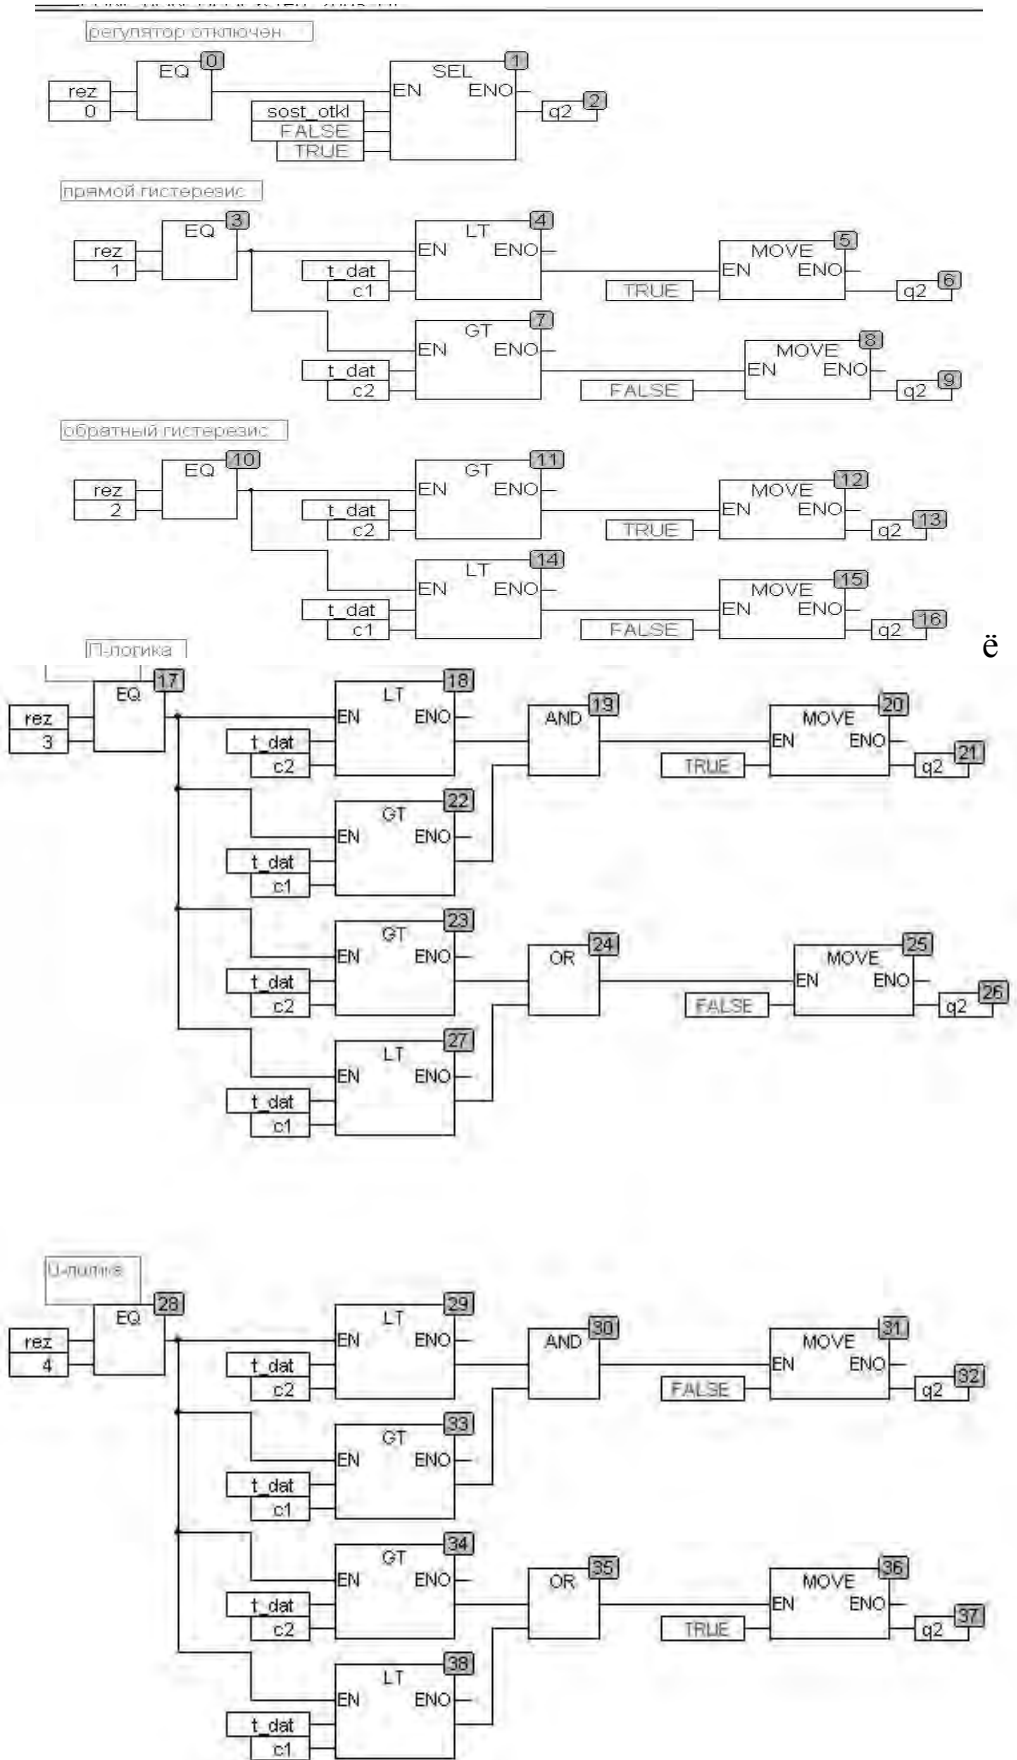 регулятор отключен
EQ 0
SEL 1
rez
0
EN ENO
sost_otkl
FALSE
TRUE
q2 2
прямой гистерезис
EQ 3
rez
1
LT 4
EN ENO
t_dat
c1
MOVE 5
EN ENO
TRUE
q2 6
GT 7
EN ENO
t_dat
c2
MOVE 8
EN ENO
FALSE
q2 9
обратный гистерезис
EQ 10
rez
2
GT 11
EN ENO
t_dat
c2
MOVE 12
EN ENO
TRUE
q2 13
LT 14
EN ENO
t_dat
c1
MOVE 15
EN ENO
FALSE
q2 16
ё
П-логика
EQ 17
rez
3
LT 18
EN ENO
t_dat
c2
AND 19
MOVE 20
EN ENO
TRUE
q2 21
GT 22
EN ENO
t_dat
c1
GT 23
EN ENO
t_dat
c2
OR 24
MOVE 25
EN ENO
FALSE
q2 26
LT 27
EN ENO
t_dat
c1
U-логика
EQ 28
rez
4
LT 29
EN ENO
t_dat
c2
AND 30
MOVE 31
EN ENO
FALSE
q2 32
GT 33
EN ENO
t_dat
c1
GT 34
EN ENO
t_dat
c2
OR 35
MOVE 36
EN ENO
TRUE
q2 37
LT 38
EN ENO
t_dat
c1